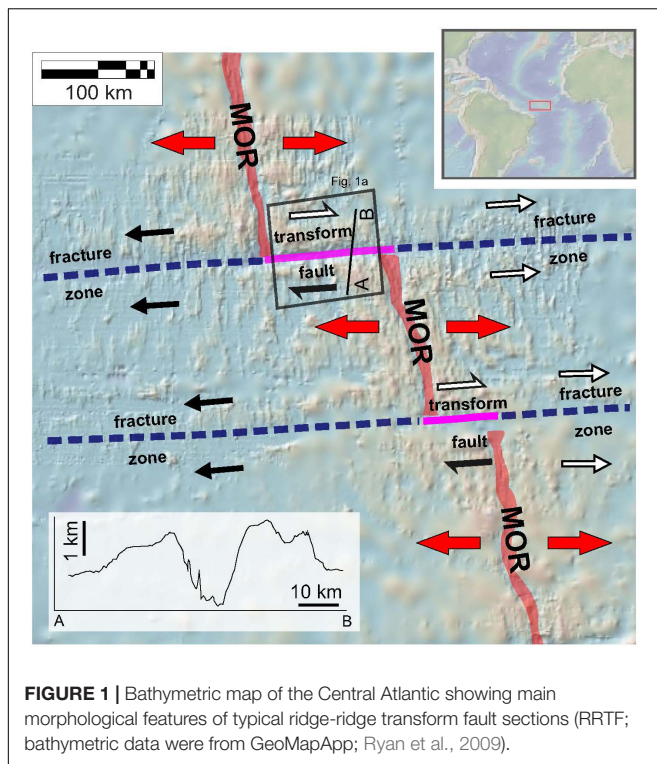 100 km
MOR
Fig. 1a
B
transform
fracture
zone
fault
A
fracture
zone
MOR
transform
fracture
zone
fault
fracture
zone
MOR
1 km
10 km
A
B
FIGURE 1 | Bathymetric map of the Central Atlantic showing main
morphological features of typical ridge-ridge transform fault sections (RRTF;
bathymetric data were from GeoMapApp; Ryan et al., 2009).